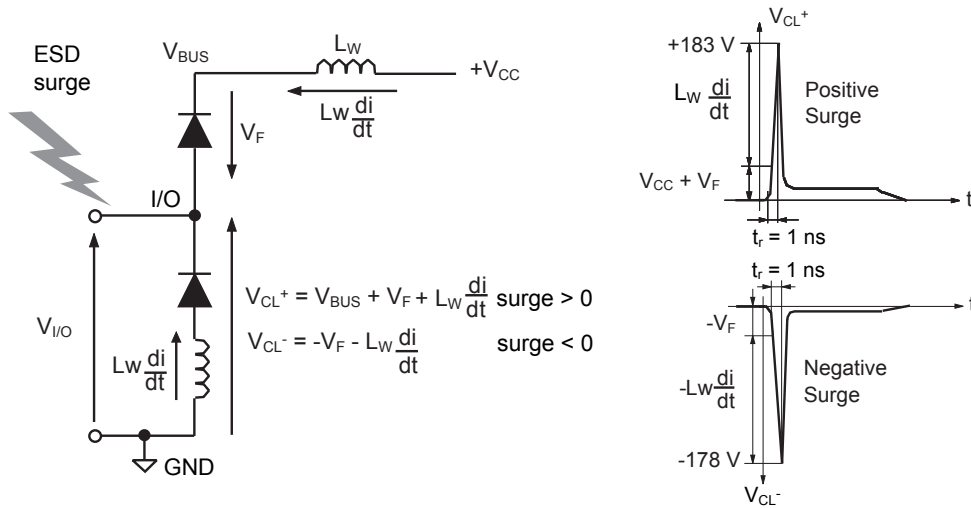 ESD
surge
V_BUS
L_W
+V_CC
Lw di/dt
V_F
I/O
V_I/O
Lw di/dt
V_CL+ = V_BUS + V_F + L_W di/dt surge > 0
V_CL- = -V_F - L_W di/dt surge < 0
GND
V_CL+
+183 V
L_W di/dt
Positive
Surge
V_CC + V_F
t
t_r = 1 ns
t_r = 1 ns
t
-V_F
-Lw di/dt
Negative
Surge
-178 V
V_CL-